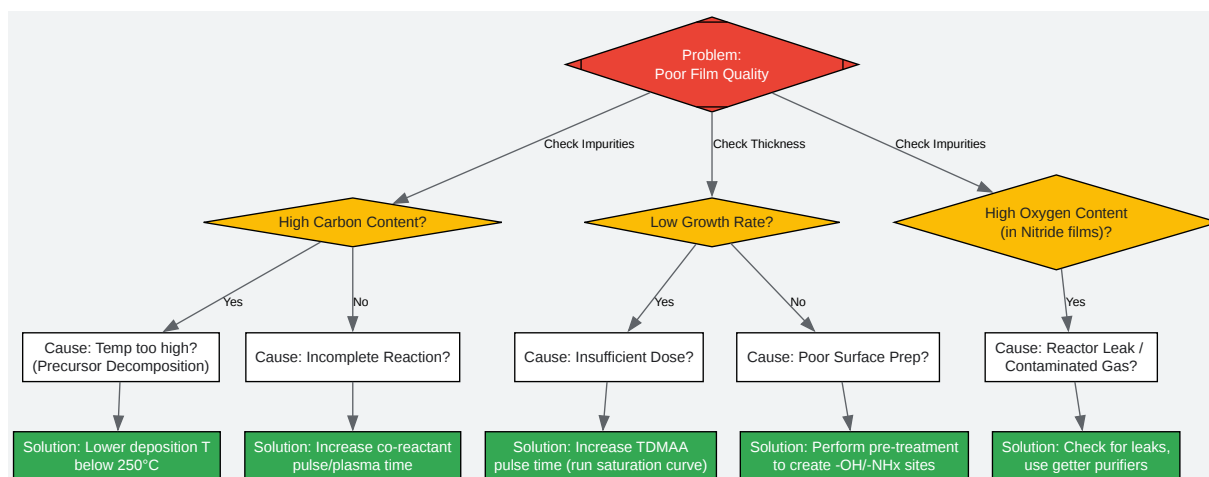 Problem:
Poor Film Quality
Check Impurities
Check Thickness
Check Impurities
High Carbon Content?
Low Growth Rate?
High Oxygen Content
(in Nitride films)?
Yes
No
Yes
No
Yes
Cause: Temp too high?
(Precursor Decomposition)
Cause: Incomplete Reaction?
Cause: Insufficient Dose?
Cause: Poor Surface Prep?
Cause: Reactor Leak /
Contaminated Gas?
Solution: Lower deposition T
below 250°C
Solution: Increase co-reactant
pulse/plasma time
Solution: Increase TDMAA
pulse time (run saturation curve)
Solution: Perform pre-treatment
to create -OH/-NHx sites
Solution: Check for leaks,
use getter purifiers